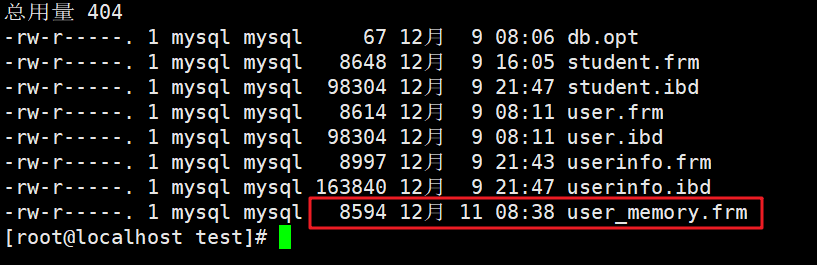 总用量 404
-rw-r-----. 1 mysql mysql     67 12月  9 08:06 db.opt
-rw-r-----. 1 mysql mysql   8648 12月  9 16:05 student.frm
-rw-r-----. 1 mysql mysql  98304 12月  9 21:47 student.ibd
-rw-r-----. 1 mysql mysql   8614 12月  9 08:11 user.frm
-rw-r-----. 1 mysql mysql  98304 12月  9 08:11 user.ibd
-rw-r-----. 1 mysql mysql   8997 12月  9 21:43 userinfo.frm
-rw-r-----. 1 mysql mysql 163840 12月  9 21:47 userinfo.ibd
-rw-r-----. 1 mysql mysql   8594 12月 11 08:38 user_memory.frm
[root@localhost test]#